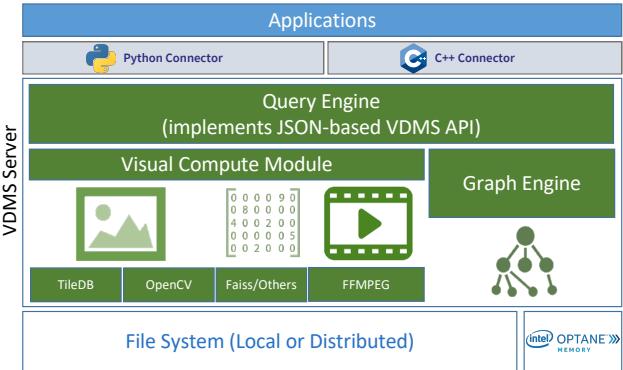 Applications
Python Connector
C++ Connector
VDMS Server
Query Engine
(implements JSON-based VDMS API)
Visual Compute Module
Graph Engine
0 0 0 0 9 0
0 8 0 0 0 0
4 0 0 2 0 0
0 0 0 0 0 5
0 0 2 0 0 0
TileDB
OpenCV
Faiss/Others
FFMPEG
File System (Local or Distributed)
intel OPTANE
MEMORY